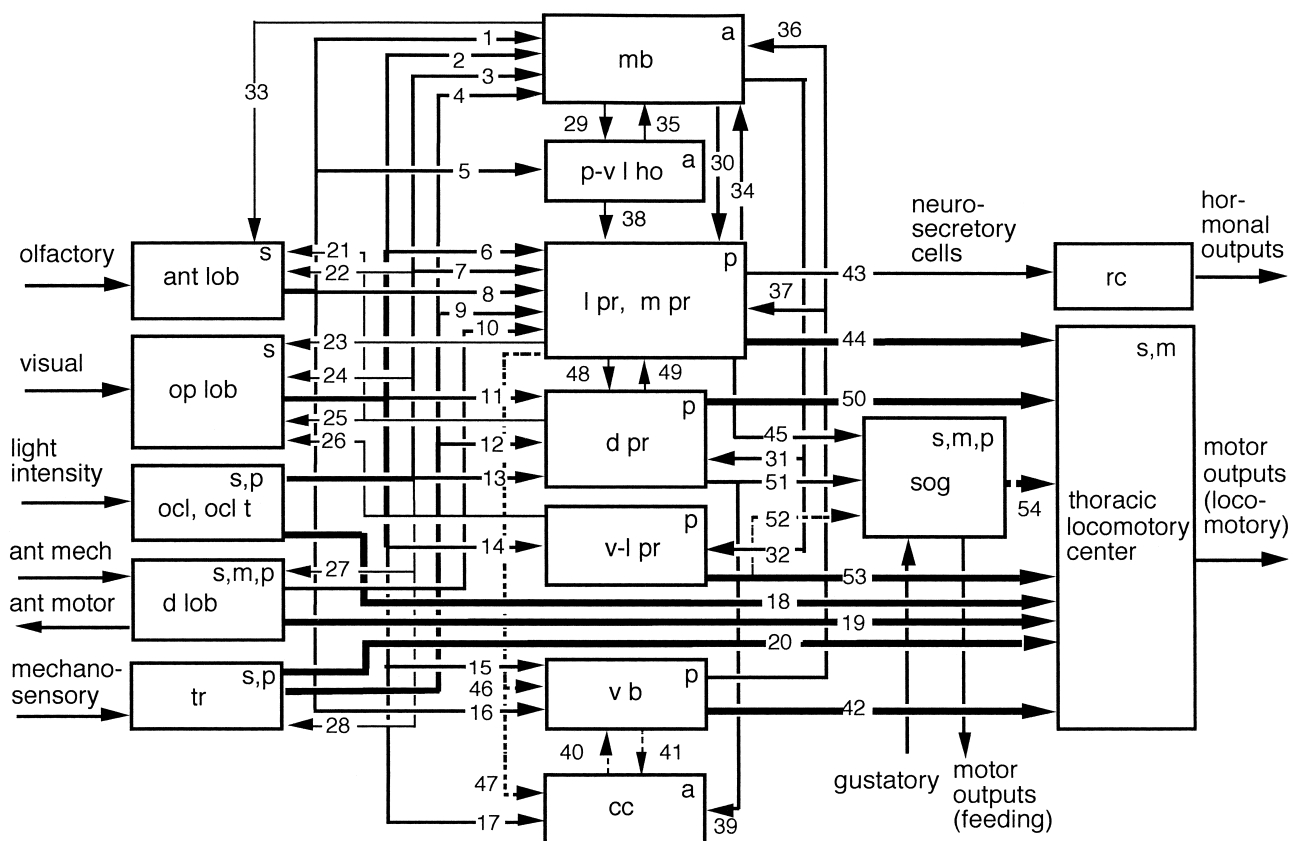 a
36
1
2
mb
3
33
4
29
35
a
30
5
p-v l ho
34
38
neuro-
secretory
cells
hor-
monal
outputs
olfactory
s
21
6
p
ant lob
22
7
43
rc
8
l pr, m pr
37
9
10
44
s,m
visual
s
23
24
48
49
op lob
11
p
50
25
d pr
45
s,m,p
light
intensity
26
12
31
s,p
13
51
sog
54
motor
outputs
(loco-
motory)
ocl, ocl t
p
52
thoracic
locomotory
center
14
v-l pr
32
ant mech
s,m,p
27
53
ant motor
d lob
18
19
20
mechano-
sensory
s,p
15
p
tr
46
v b
28
16
42
40
41
47
a
gustatory
motor
outputs
(feeding)
cc
17
39